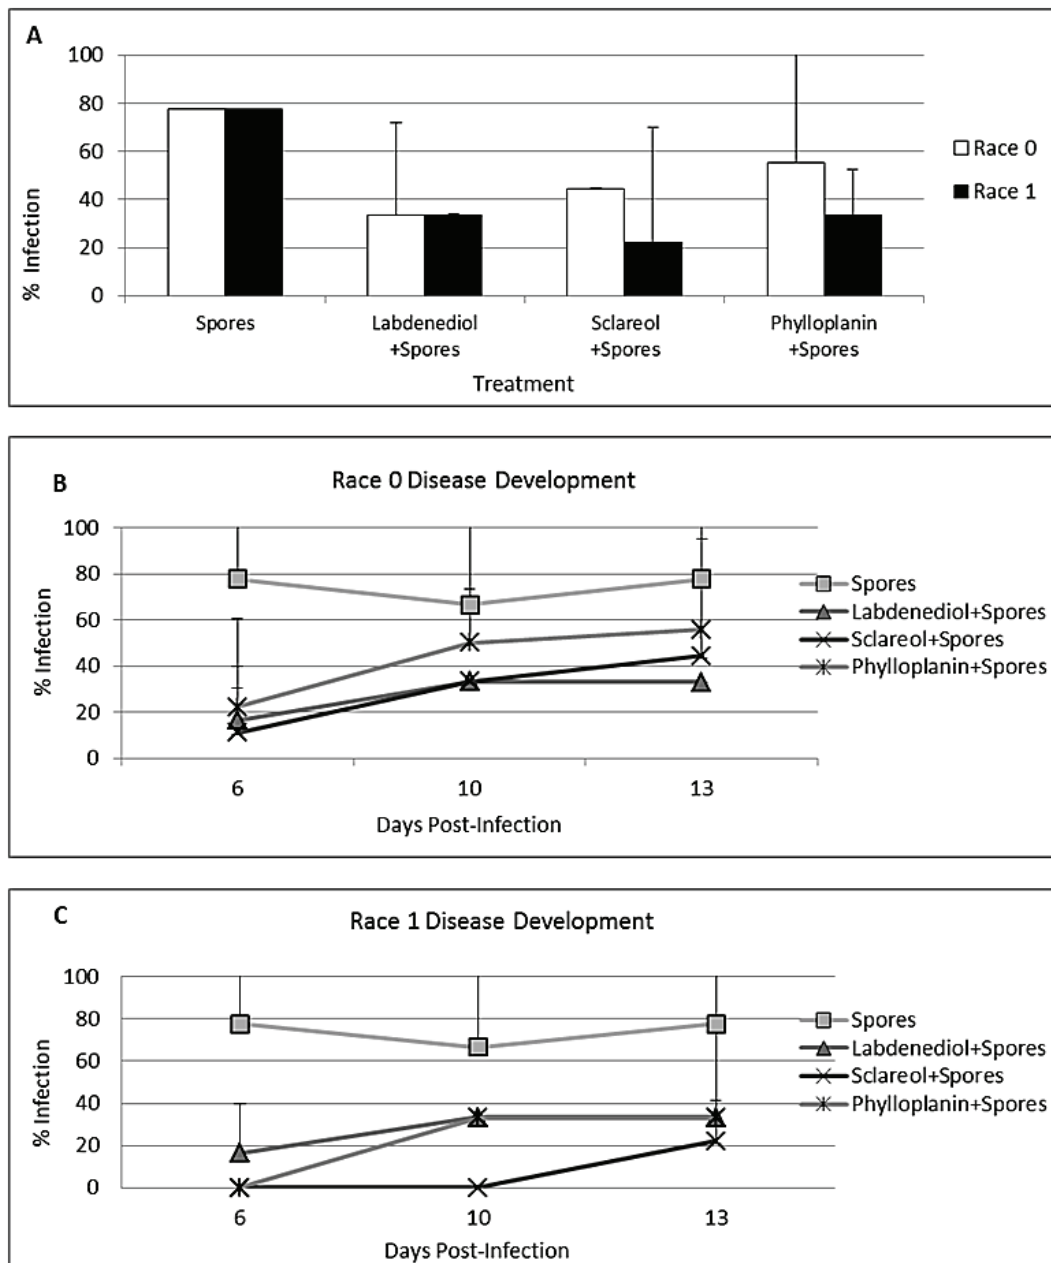 A
100
80
60
40
20
0
% Infection
Spores
Labdenediol
+Spores
Sclareol
+Spores
Phylloplanin
+Spores
Treatment
Race 0
Race 1
B
Race 0 Disease Development
100
80
60
40
20
0
% Infection
6
10
13
Days Post-Infection
Spores
Labdenediol+Spores
Sclareol+Spores
Phylloplanin+Spores
C
Race 1 Disease Development
100
80
60
40
20
0
% Infection
6
10
13
Days Post-Infection
Spores
Labdenediol+Spores
Sclareol+Spores
Phylloplanin+Spores